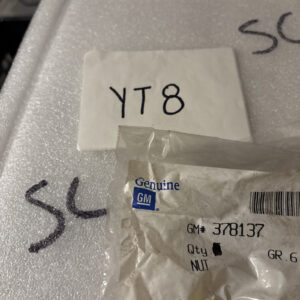 SC
YT8
SC
Genuine
GM
GM# 378137
Qty
GR. 6
NUT